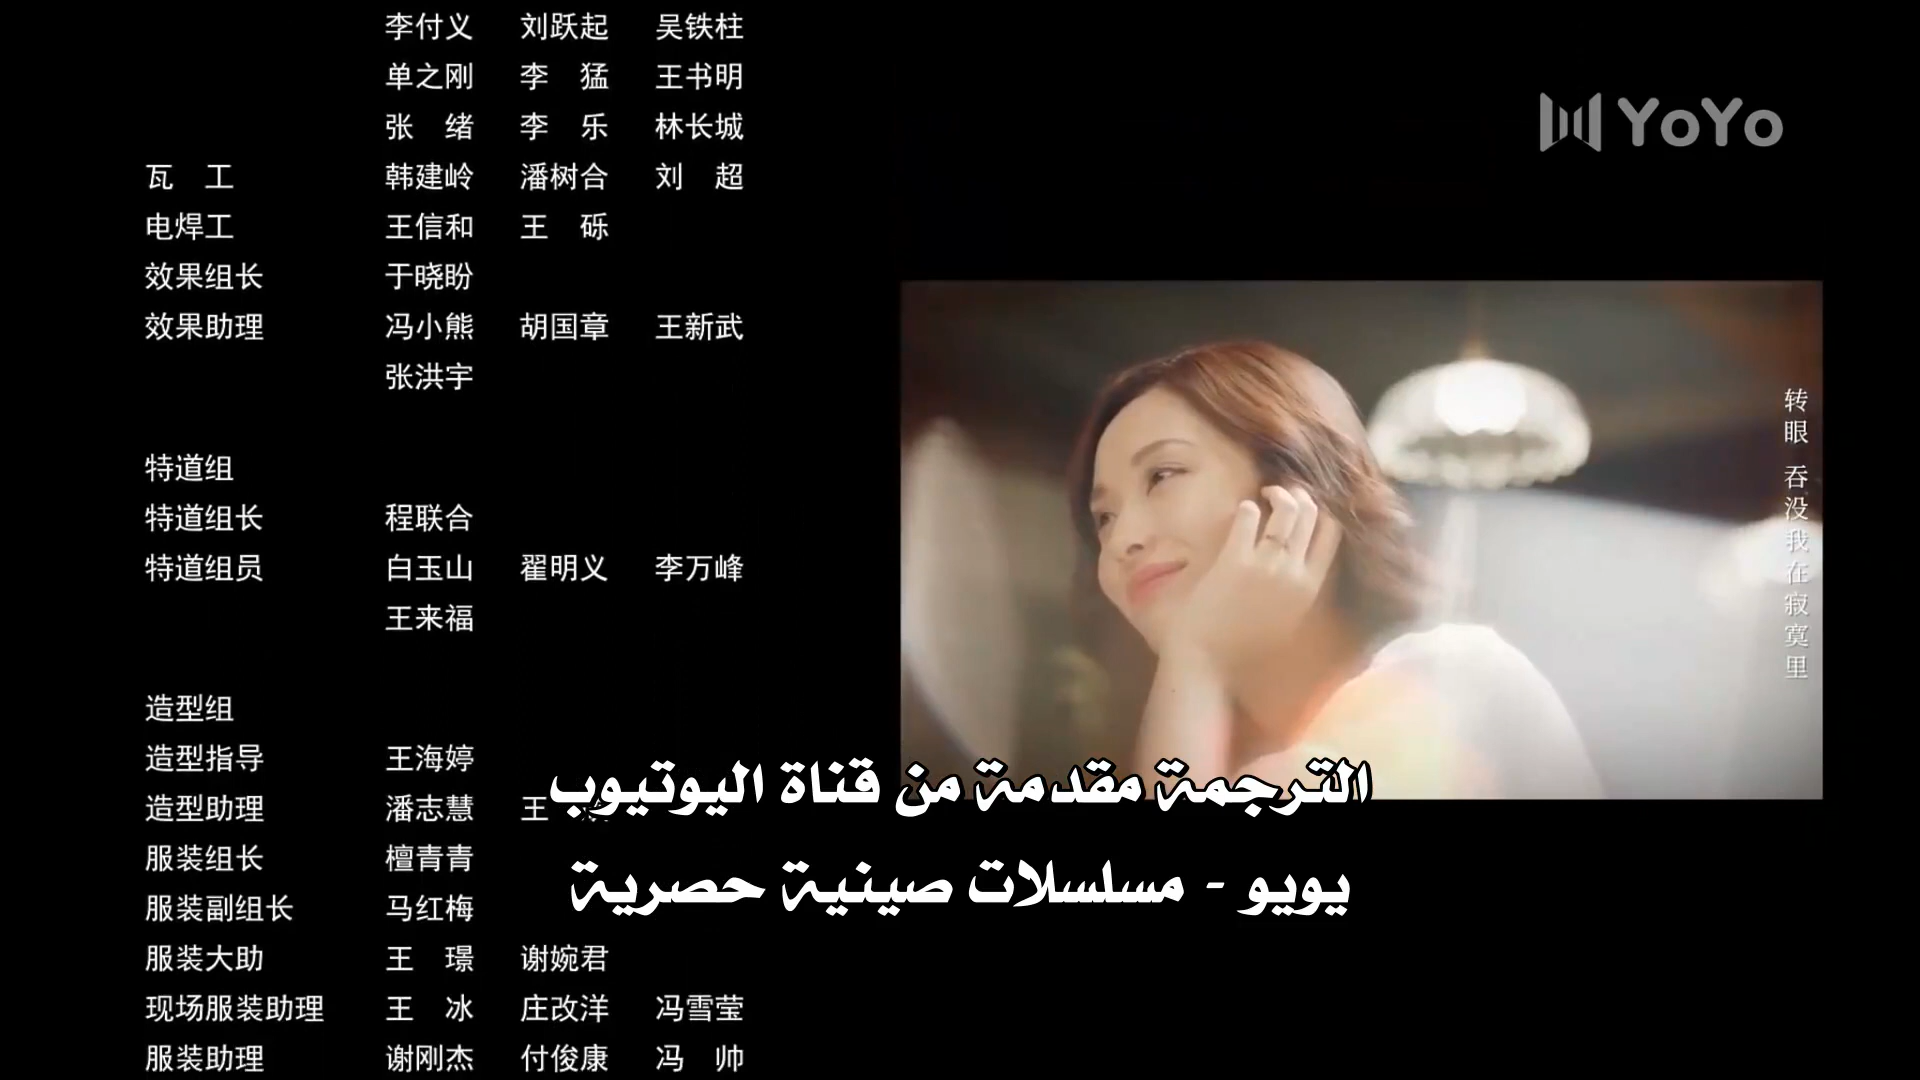 李付义 刘跃起 吴铁柱
单之刚 李 猛 王书明
张 绪 李 乐 林长城
瓦 工 韩建岭 潘树合 刘 超
电焊工 王信和 王 砾
效果组长 于晓盼
效果助理 冯小熊 胡国章 王新武
张洪宇
特道组
特道组长 程联合
特道组员 白玉山 翟明义 李万峰
王来福
造型组
造型指导 王海婷
造型助理 潘志慧 王
服装组长 檀青青
服装副组长 马红梅
服装大助 王 璟 谢婉君
现场服装助理 王 冰 庄改洋 冯雪莹
服装助理 谢刚杰 付俊康 冯 帅
YoYo
转眼 吞没我在寂寞里
الترجمة مقدمة من قناة اليوتيوب
يويو - مسلسلات صينية حصرية